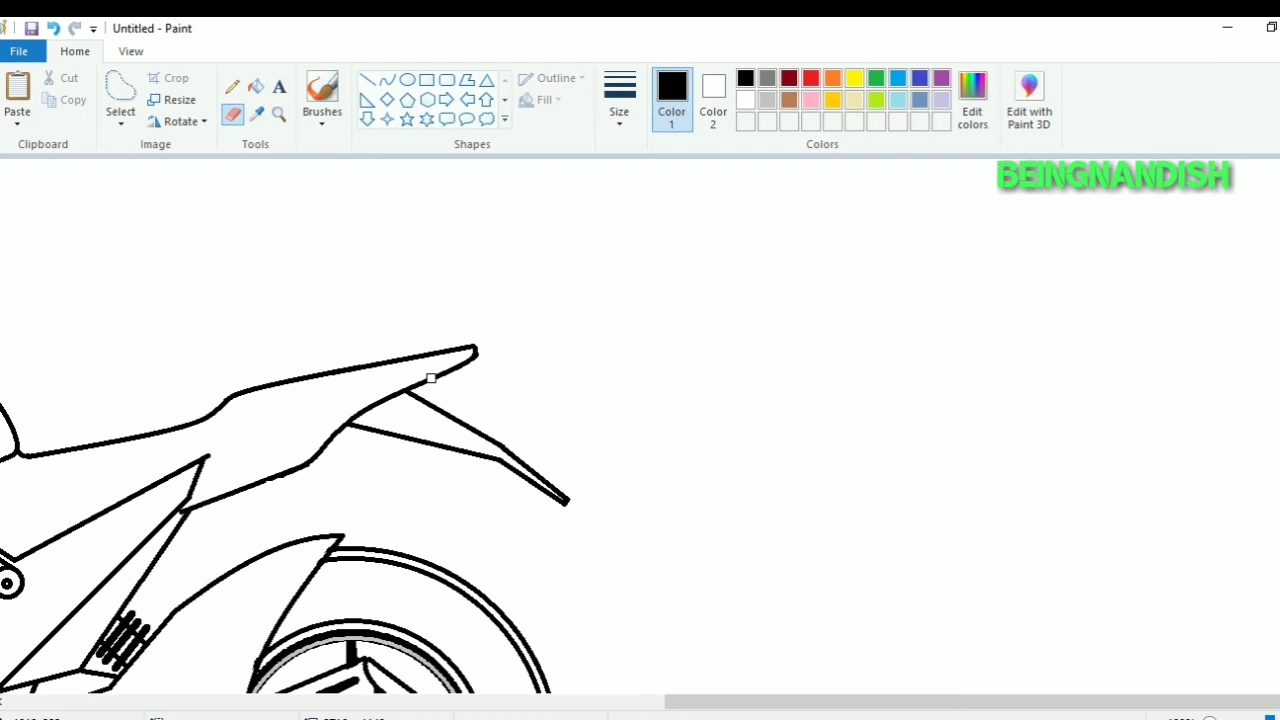 Untitled - Paint
File
Home
View
Paste
Cut
Copy
Clipboard
Select
Crop
Resize
Rotate
Image
A
Tools
Brushes
Shapes
Outline
Fill
Size
Color
1
Color
2
Edit
colors
Colors
Edit with
Paint 3D
BEINGNANDISH